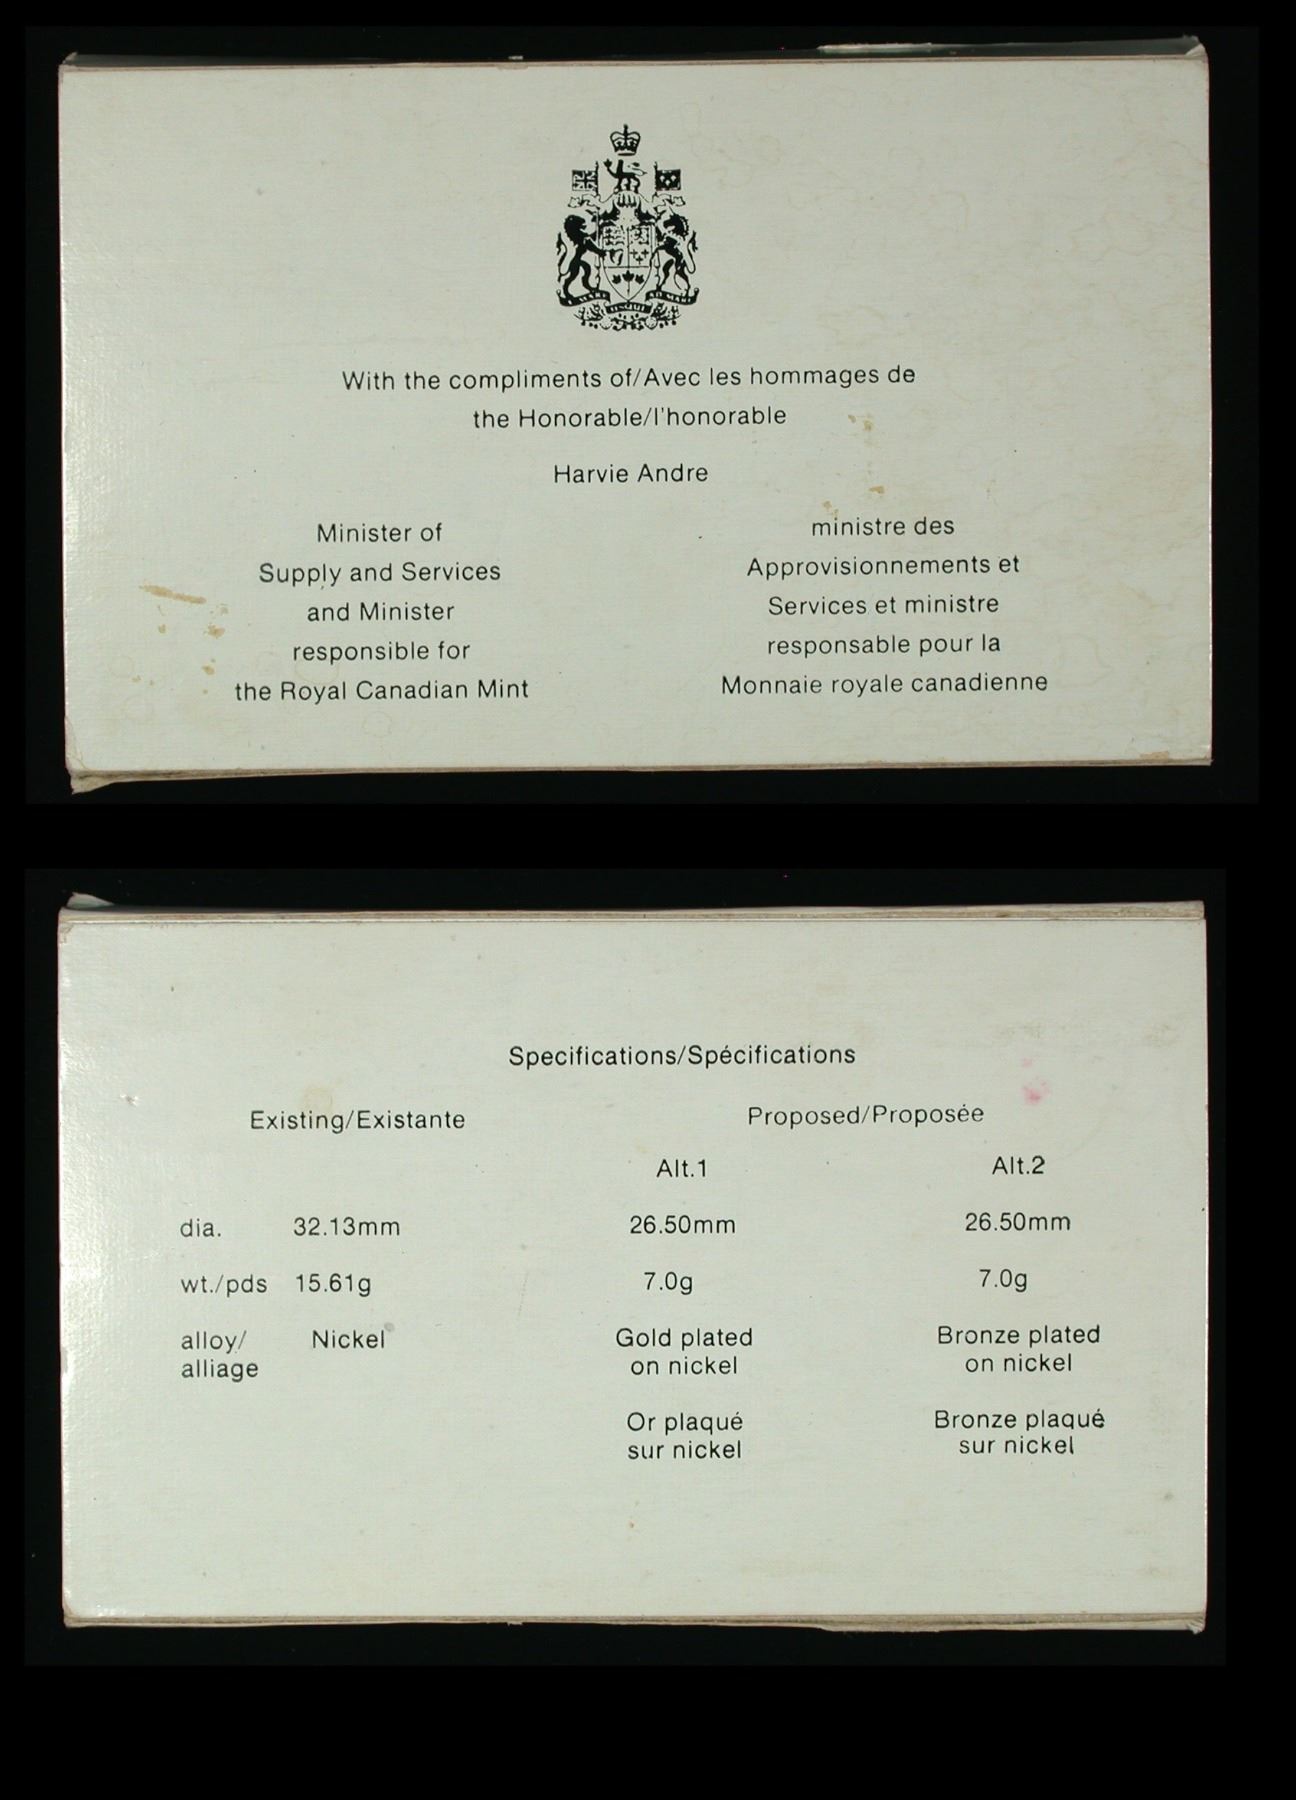 With the compliments of/Avec les hommages de
the Honorable/l'honorable
Harvie Andre
Minister of
Supply and Services
and Minister
responsible for
the Royal Canadian Mint
ministre des
Approvisionnements et
Services et ministre
responsable pour la
Monnaie royale canadienne
Specifications/Spécifications
Existing/Existante
Proposed/Proposée
Alt.1 Alt.2
dia. 32.13mm 26.50mm 26.50mm
wt./pds 15.61g 7.0g 7.0g
alloy/ Nickel Gold plated Bronze plated
alliage on nickel on nickel
Or plaqué Bronze plaqué
sur nickel sur nickel